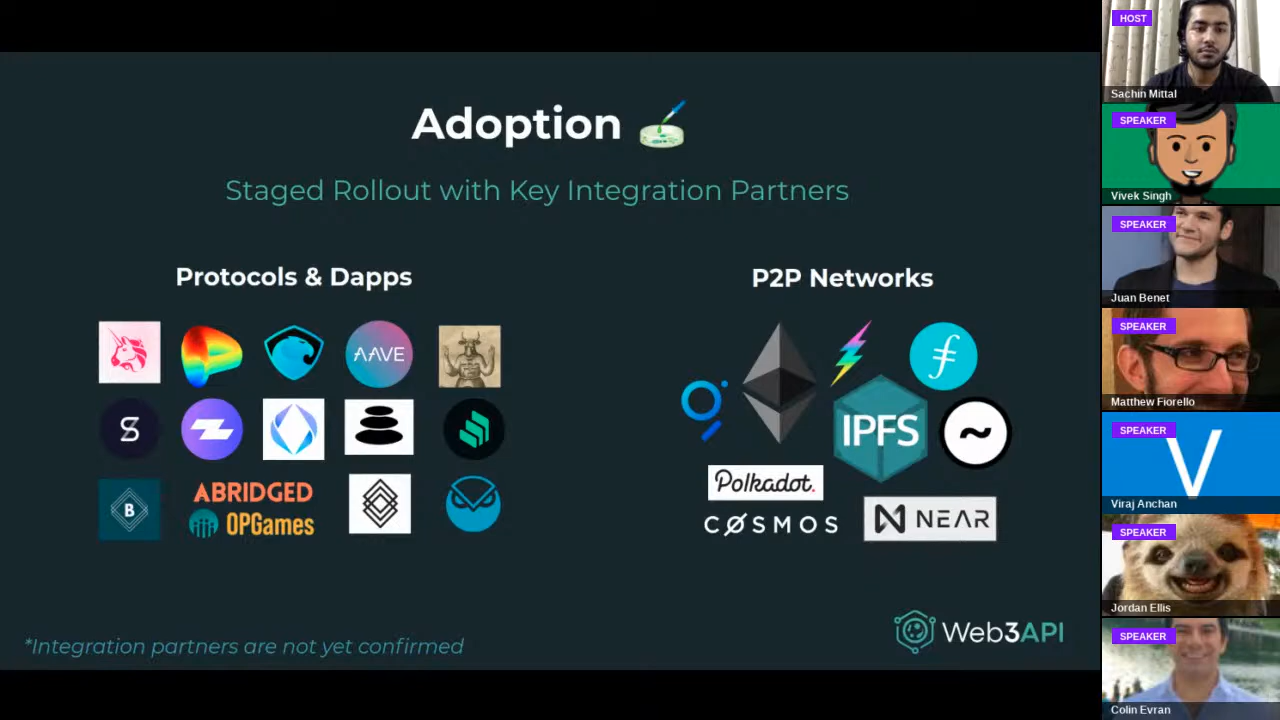 Adoption
Staged Rollout with Key Integration Partners
Protocols & Dapps
P2P Networks
AAVE
ABRIDGED
OPGames
B
IPFS
Polkadot.
COSMOS
NEAR
*Integration partners are not yet confirmed
Web3API
HOST
Sachin Mittal
SPEAKER
Vivek Singh
SPEAKER
Juan Benet
SPEAKER
Matthew Fiorello
SPEAKER
V
Viraj Anchan
SPEAKER
Jordan Ellis
SPEAKER
Colin Evran